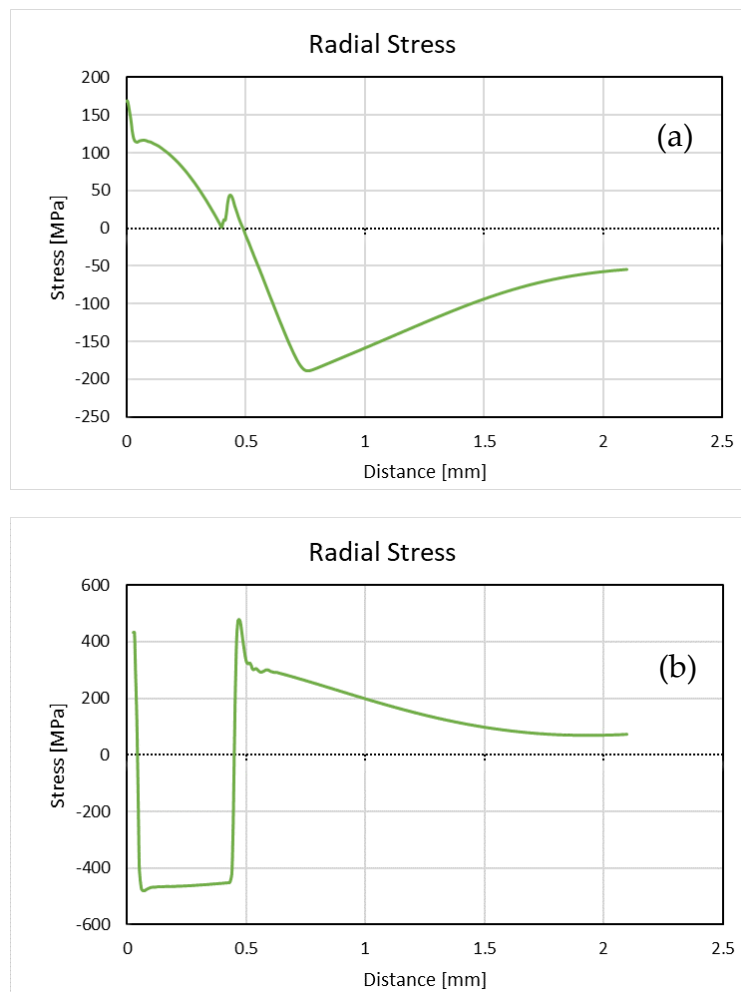 Radial Stress
200
150
100
50
0
-50
-100
-150
-200
-250
Stress [MPa]
(a)
0 0.5 1 1.5 2 2.5
Distance [mm]
Radial Stress
600
400
200
0
-200
-400
-600
Stress [MPa]
(b)
0 0.5 1 1.5 2 2.5
Distance [mm]